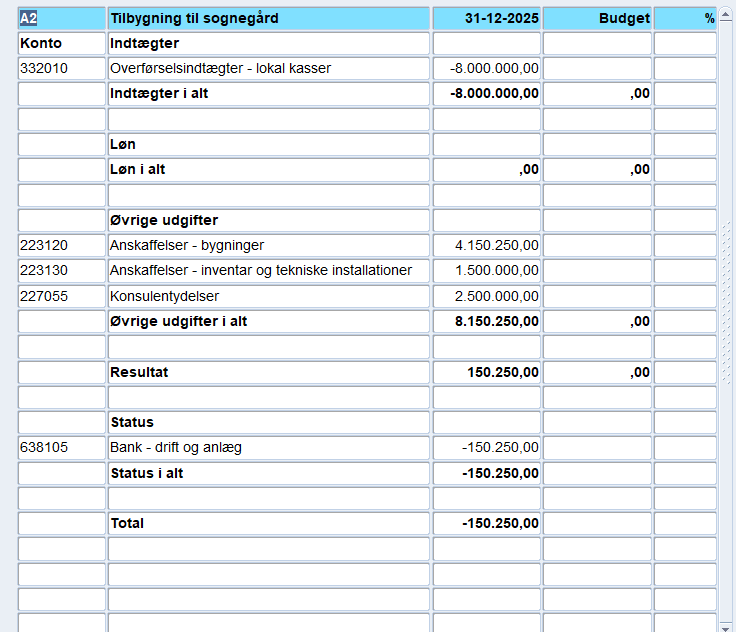 A2 Tilbygning til sognegård 31-12-2025 Budget %
Konto Indtægter
332010 Overførselsindtægter - lokal kasser -8.000.000,00
Indtægter i alt -8.000.000,00 ,00
Løn
Løn i alt ,00 ,00
Øvrige udgifter
223120 Anskaffelser - bygninger 4.150.250,00
223130 Anskaffelser - inventar og tekniske installationer 1.500.000,00
227055 Konsulentydelser 2.500.000,00
Øvrige udgifter i alt 8.150.250,00 ,00
Resultat 150.250,00 ,00
Status
638105 Bank - drift og anlæg -150.250,00
Status i alt -150.250,00
Total -150.250,00